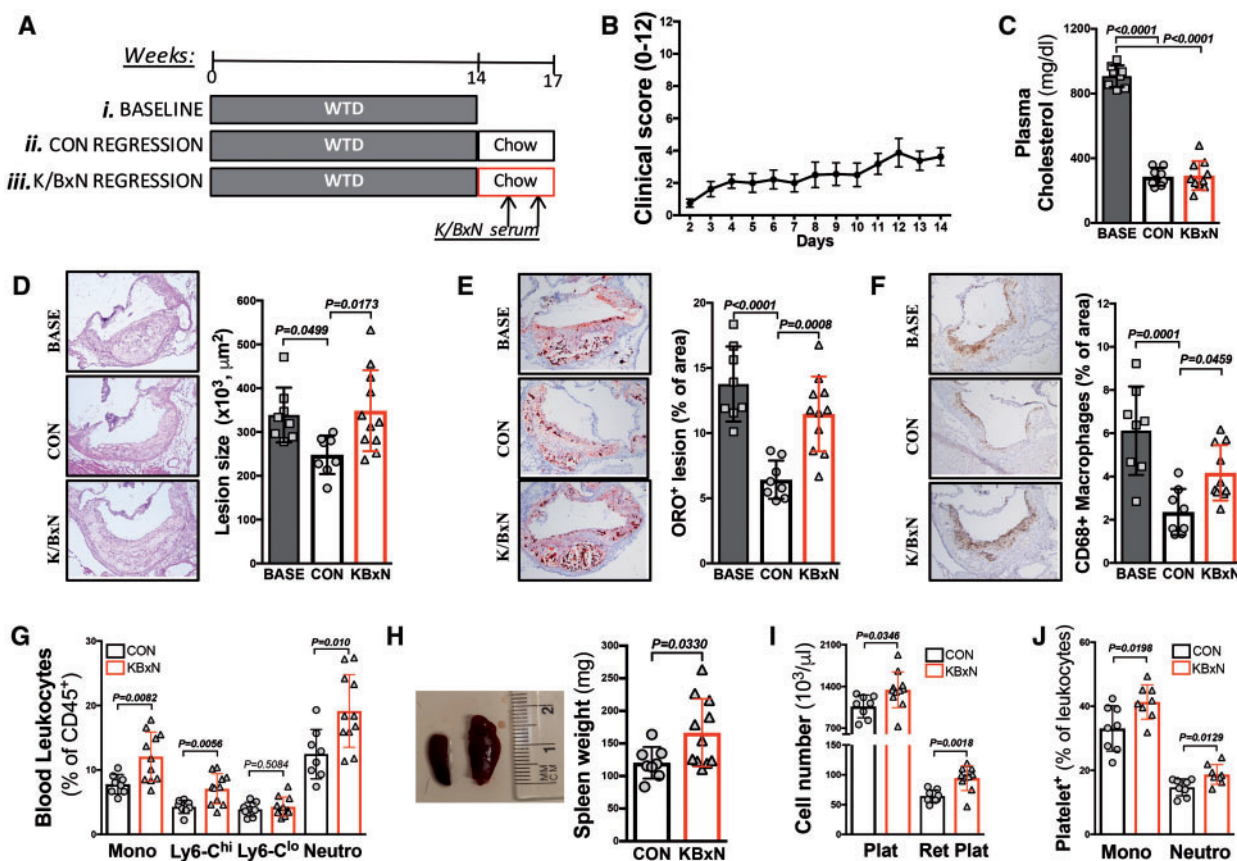 A
Weeks:
0 14 17
i. BASELINE WTD
ii. CON REGRESSION WTD Chow
iii. K/BxN REGRESSION WTD Chow
K/BxN serum
B
Clinical score (0-12)
12
10
8
6
4
2
0
2 3 4 5 6 7 8 9 10 11 12 13 14
Days
C
Plasma
Cholesterol (mg/dl)
P<0.0001 P<0.0001
1200
900
400
200
0
BASE CON KBxN
D
BASE
CON
K/BxN
Lesion size (x10³, µm²)
P=0.0173
P=0.0499
600
500
400
300
200
100
0
BASE CON KBxN
E
BASE
CON
K/BxN
ORO⁺ lesion (% of area)
P<0.0001
P=0.0008
20
15
10
5
0
BASE CON KBxN
F
BASE
CON
K/BxN
CD68+ Macrophages (% of area)
P=0.0001
P=0.0459
12
10
8
6
4
2
0
BASE CON KBxN
G
Blood Leukocytes
(% of CD45⁺)
CON
KBxN
P=0.0082
P=0.0056
P=0.5084
P=0.010
30
20
10
0
Mono Ly6-Cʰⁱ Ly6-Cˡᵒ Neutro
H
2
1
MM
CM
Spleen weight (mg)
P=0.0330
300
200
100
0
CON KBxN
I
Cell number (10³/µl)
CON
KBxN
P=0.0346
P=0.0018
2100
1400
700
150
100
50
0
Plat Ret Plat
J
Platelet⁺ (% of leukocytes)
CON
KBxN
P=0.0198
P=0.0129
60
40
20
0
Mono Neutro